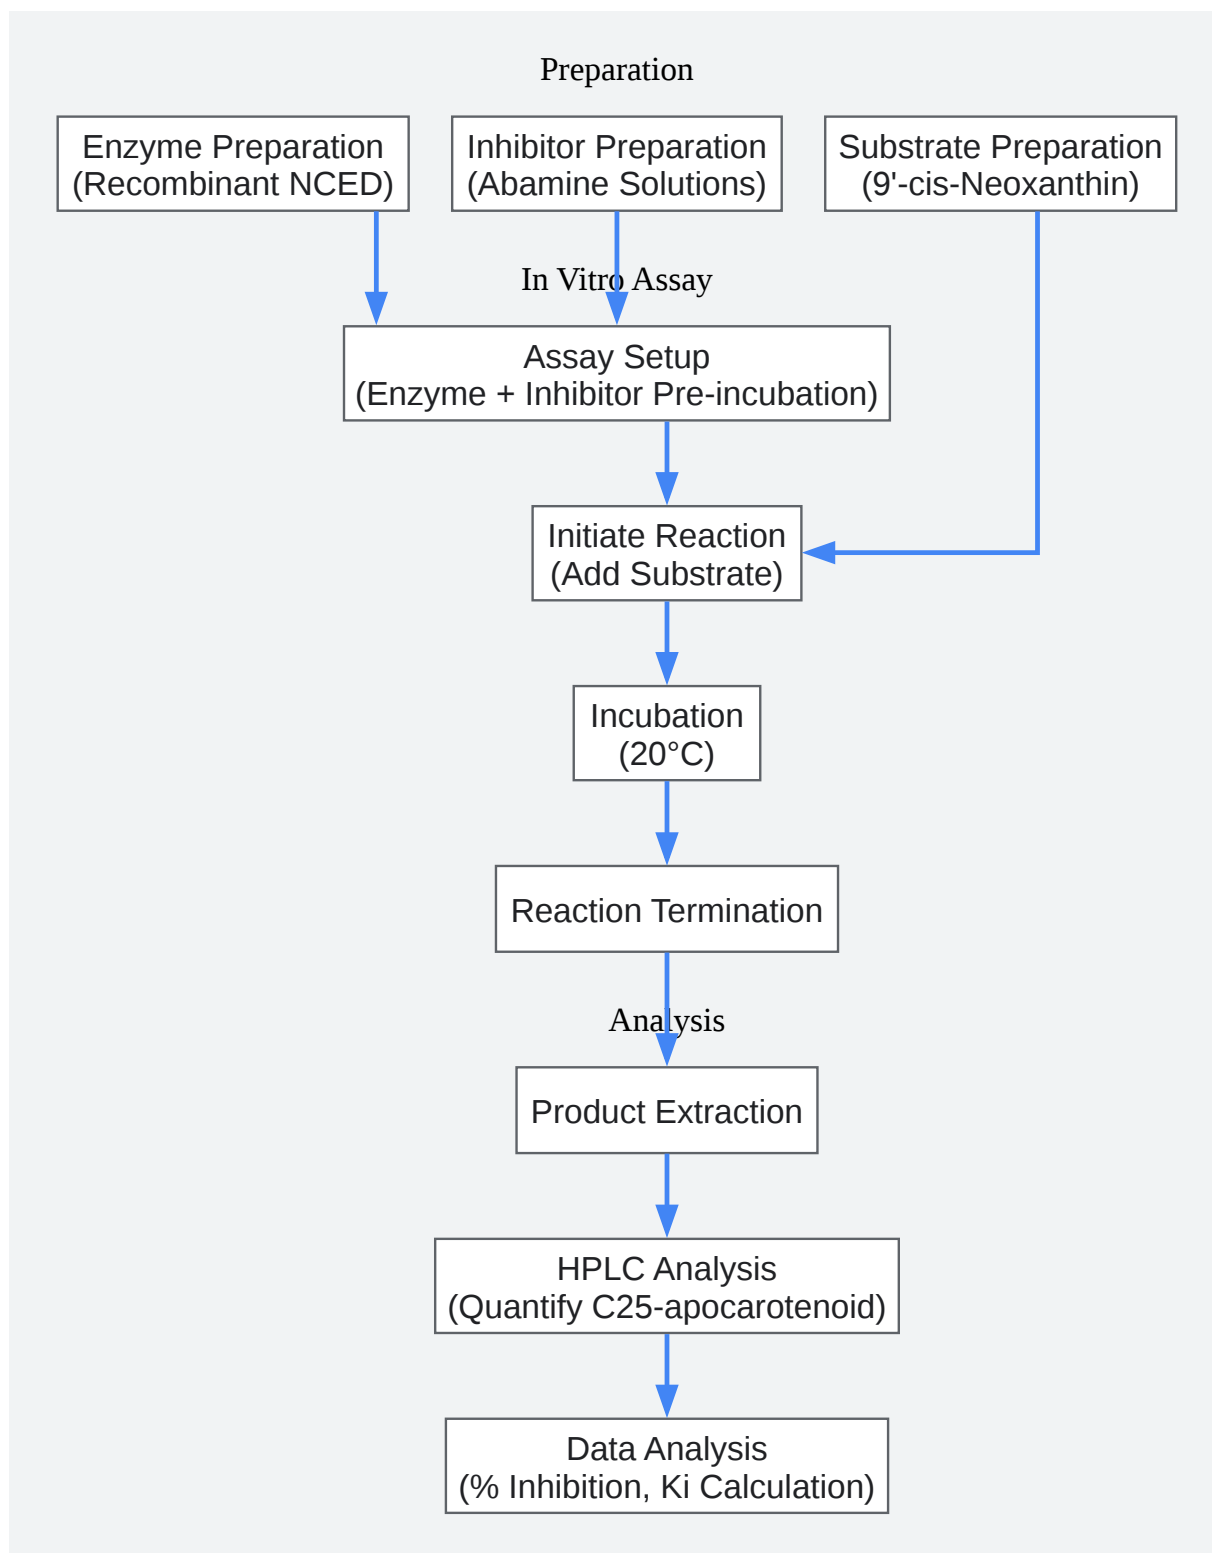 Preparation
Enzyme Preparation
(Recombinant NCED)
Inhibitor Preparation
(Abamine Solutions)
Substrate Preparation
(9'-cis-Neoxanthin)
In Vitro Assay
Assay Setup
(Enzyme + Inhibitor Pre-incubation)
Initiate Reaction
(Add Substrate)
Incubation
(20°C)
Reaction Termination
Analysis
Product Extraction
HPLC Analysis
(Quantify C25-apocarotenoid)
Data Analysis
(% Inhibition, Ki Calculation)